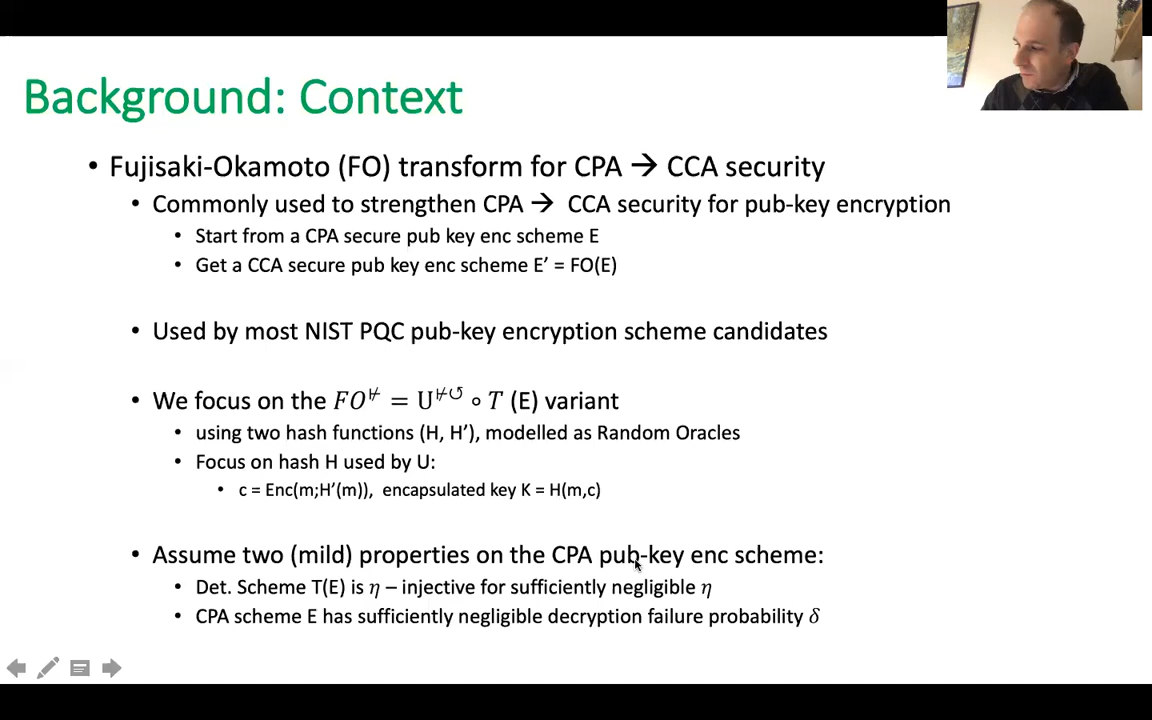 Background: Context
• Fujisaki-Okamoto (FO) transform for CPA → CCA security
• Commonly used to strengthen CPA → CCA security for pub-key encryption
• Start from a CPA secure pub key enc scheme E
• Get a CCA secure pub key enc scheme E’ = FO(E)
• Used by most NIST PQC pub-key encryption scheme candidates
• We focus on the 𝐹𝑂^⊬ = U^⊬↺ ∘ 𝑇 (E) variant
• using two hash functions (H, H’), modelled as Random Oracles
• Focus on hash H used by U:
• c = Enc(m;H’(m)), encapsulated key K = H(m,c)
• Assume two (mild) properties on the CPA pub-key enc scheme:
• Det. Scheme T(E) is 𝜂 – injective for sufficiently negligible 𝜂
• CPA scheme E has sufficiently negligible decryption failure probability 𝛿